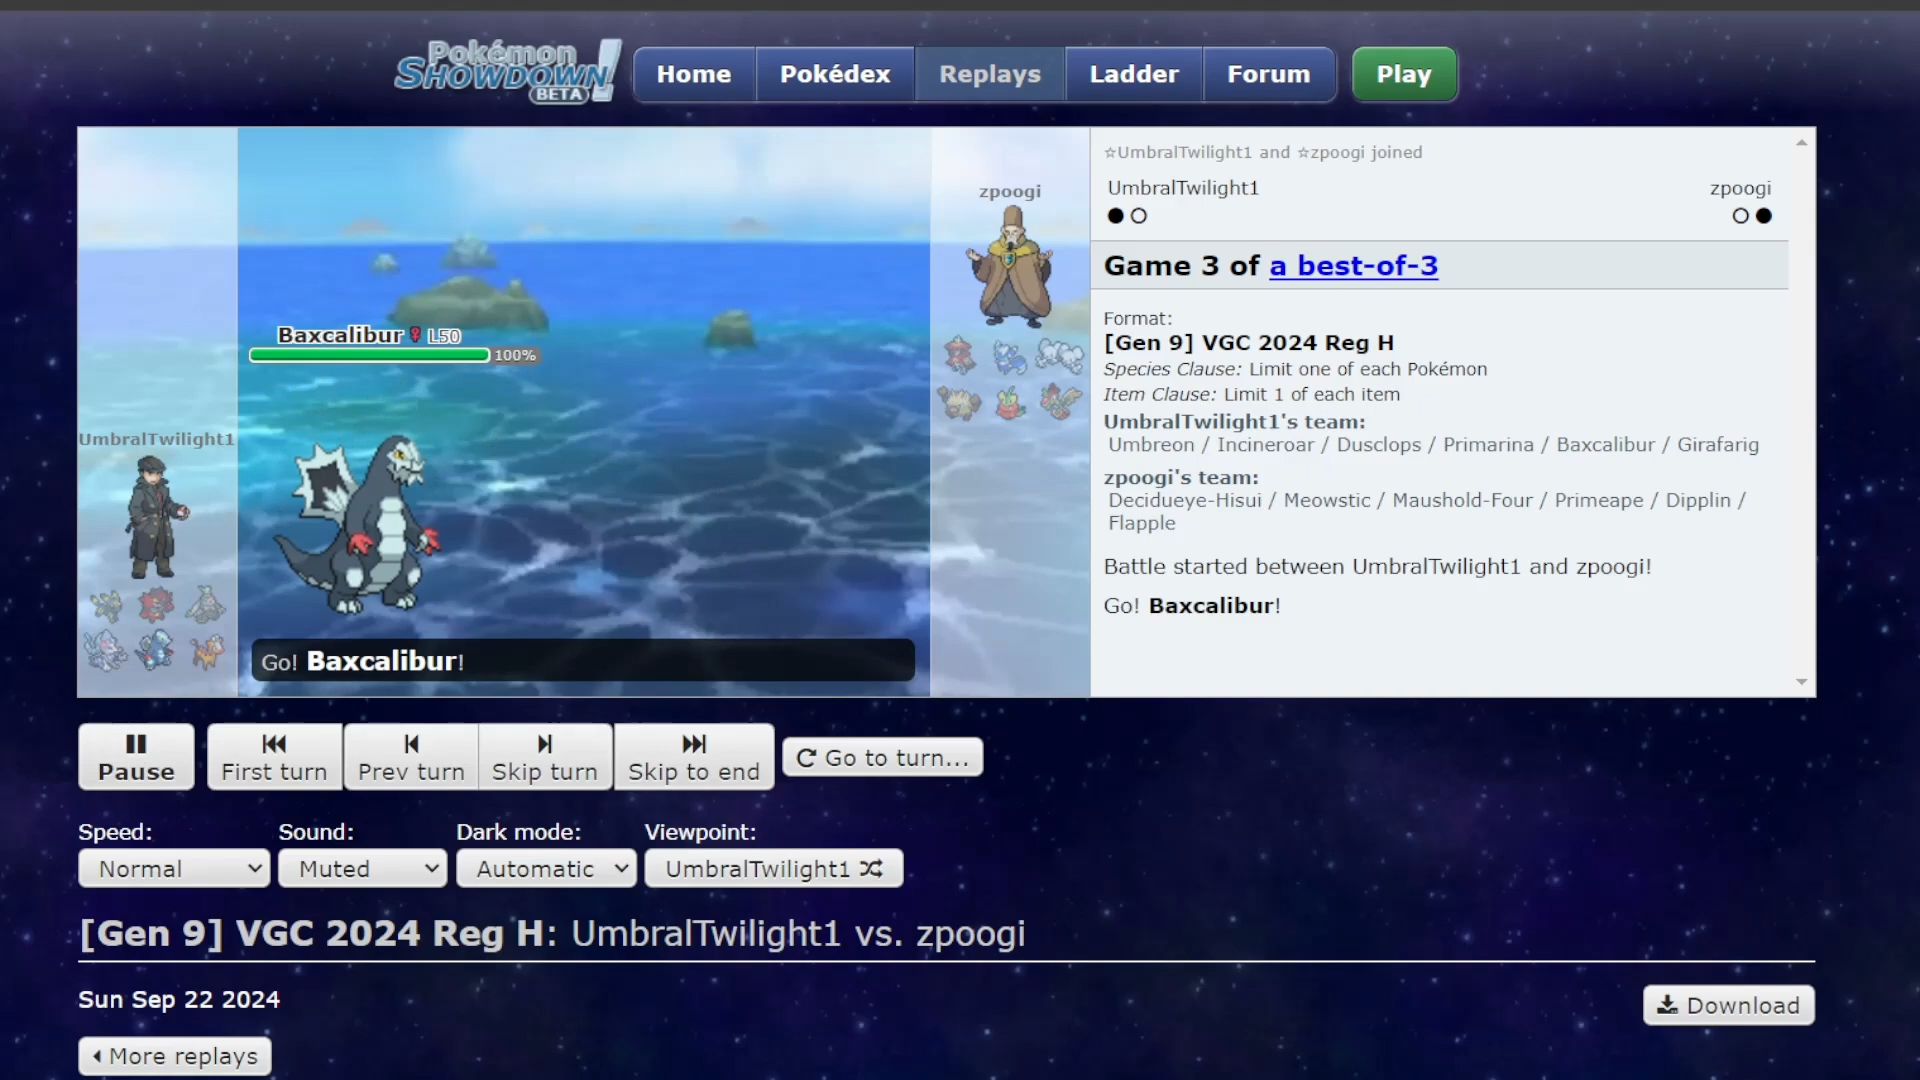 Pokémon
SHOWDOWN!
BETA
Home
Pokédex
Replays
Ladder
Forum
Play
☆UmbralTwilight1 and ☆zpoogi joined
UmbralTwilight1
zpoogi
Game 3 of a best-of-3
Format:
[Gen 9] VGC 2024 Reg H
Species Clause: Limit one of each Pokémon
Item Clause: Limit 1 of each item
UmbralTwilight1's team:
Umbreon / Incineroar / Dusclops / Primarina / Baxcalibur / Girafarig
zpoogi's team:
Decidueye-Hisui / Meowstic / Maushold-Four / Primeape / Dipplin /
Flapple
Battle started between UmbralTwilight1 and zpoogi!
Go! Baxcalibur!
zpoogi
Baxcalibur L50
100%
UmbralTwilight1
Go! Baxcalibur!
Pause
First turn
Prev turn
Skip turn
Skip to end
Go to turn...
Speed:
Sound:
Dark mode:
Viewpoint:
Normal
Muted
Automatic
UmbralTwilight1
[Gen 9] VGC 2024 Reg H: UmbralTwilight1 vs. zpoogi
Sun Sep 22 2024
Download
More replays